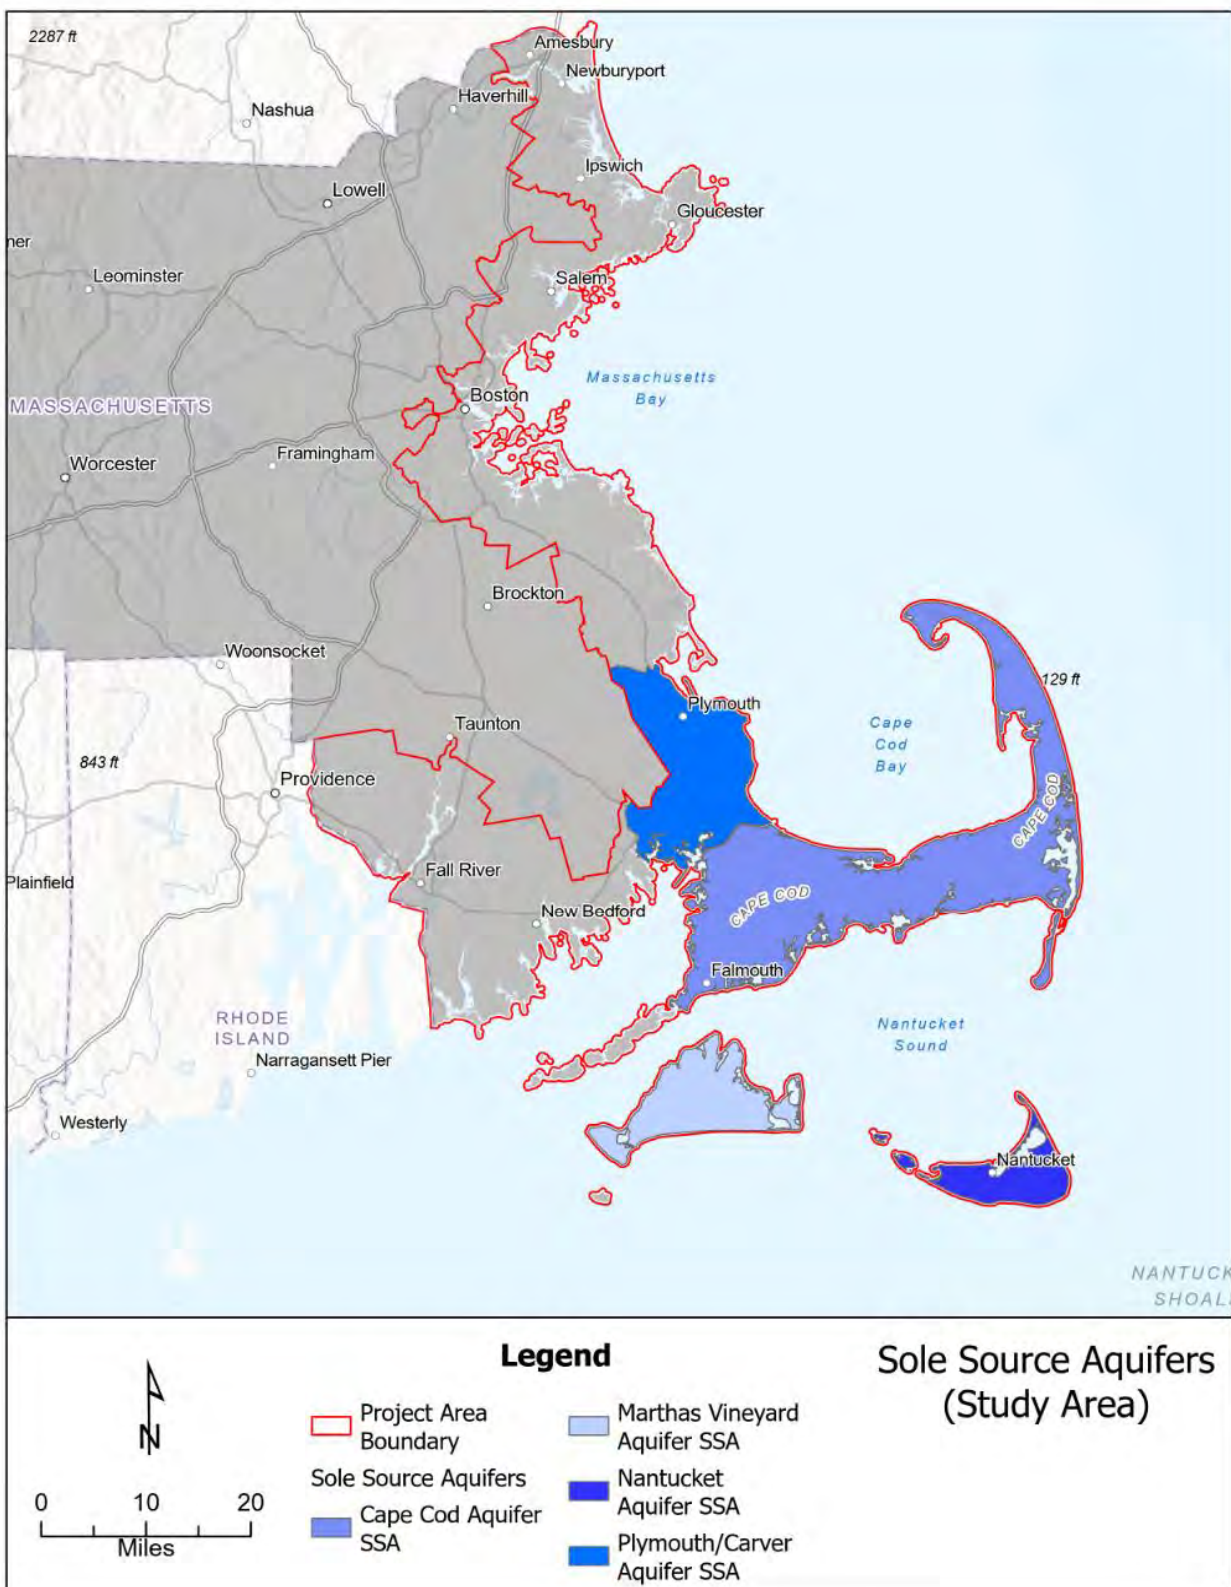 2287 ft
Amesbury
Newburyport
Haverhill
Nashua
Ipswich
Lowell
Gloucester
ner
Leominster
Salem
Massachusetts
Bay
MASSACHUSETTS
Boston
Framingham
Worcester
Brockton
Woonsocket
129 ft
Plymouth
Cape
Cod
Bay
Taunton
843 ft
Providence
CAPE COD
Fall River
Plainfield
CAPE COD
New Bedford
Falmouth
RHODE
ISLAND
Nantucket
Sound
Narragansett Pier
Westerly
Nantucket
NANTUCK
SHOAL
Legend
Sole Source Aquifers
(Study Area)
N
0 10 20
Miles
Project Area
Boundary
Sole Source Aquifers
Cape Cod Aquifer
SSA
Marthas Vineyard
Aquifer SSA
Nantucket
Aquifer SSA
Plymouth/Carver
Aquifer SSA